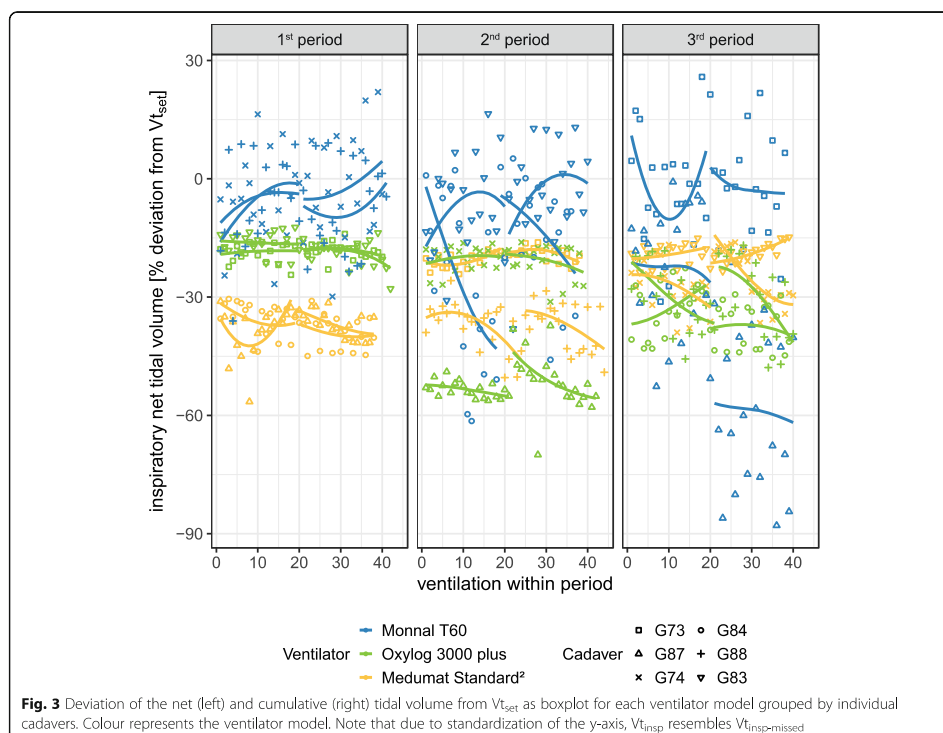 1st period 2nd period 3rd period
inspiratory net tidal volume [% deviation from Vtset]
30
0
−30
−60
−90
0 10 20 30 40 0 10 20 30 40 0 10 20 30 40
ventilation within period
Ventilator
Monnal T60
Oxylog 3000 plus
Medumat Standard²
Cadaver
G73 G84
G87 G88
G74 G83
Fig. 3 Deviation of the net (left) and cumulative (right) tidal volume from Vtset as boxplot for each ventilator model grouped by individual
cadavers. Colour represents the ventilator model. Note that due to standardization of the y-axis, Vtinsp resembles Vtinsp-missed